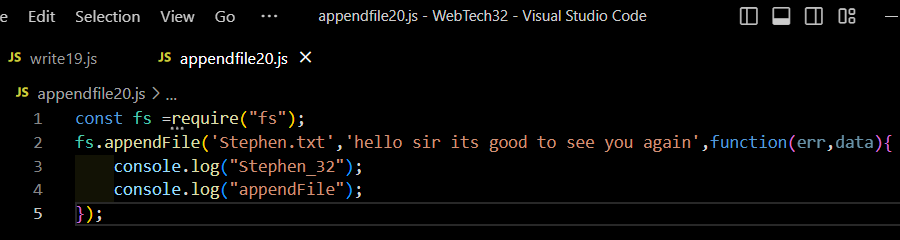 e Edit Selection View Go ··· appendfile20.js - WebTech32 - Visual Studio Code
JS write19.js JS appendfile20.js ×
JS appendfile20.js > ...
1 const fs =require("fs");
2 fs.appendFile('Stephen.txt','hello sir its good to see you again',function(err,data){
3 console.log("Stephen_32");
4 console.log("appendFile");
5 });